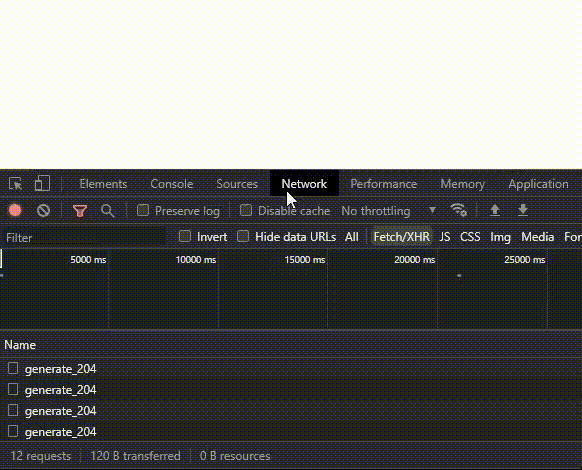 Elements Console Sources Network Performance Memory Application
Preserve log Disable cache No throttling
Filter Invert Hide data URLs All Fetch/XHR JS CSS Img Media For
5000 ms 10000 ms 15000 ms 20000 ms 25000 ms
Name
generate_204
generate_204
generate_204
generate_204
12 requests 120 B transferred 0 B resources